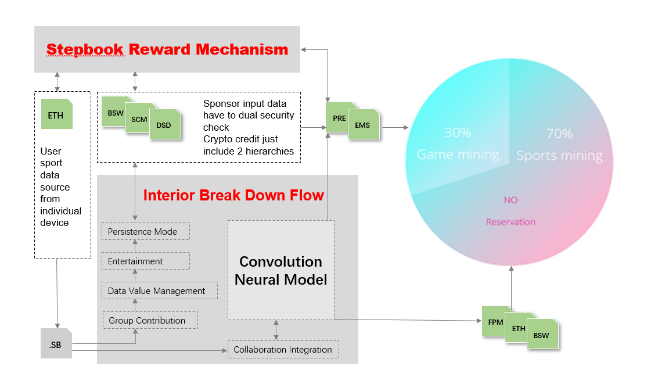 Stepbook Reward Mechanism
ETH
User
sport
data
source
from
individual
device
BSW
SCM
DSD
Sponsor input data
have to dual security
check
Crypto credit just
include 2 hierarchies
PRE
EMS
30%
Game mining
70%
Sports mining
NO
Reservation
Interior Break Down Flow
Persistence Mode
Entertainment
Data Value Management
Group Contribution
Convolution
Neural Model
Collaboration Integration
.SB
FPM
ETH
BSW